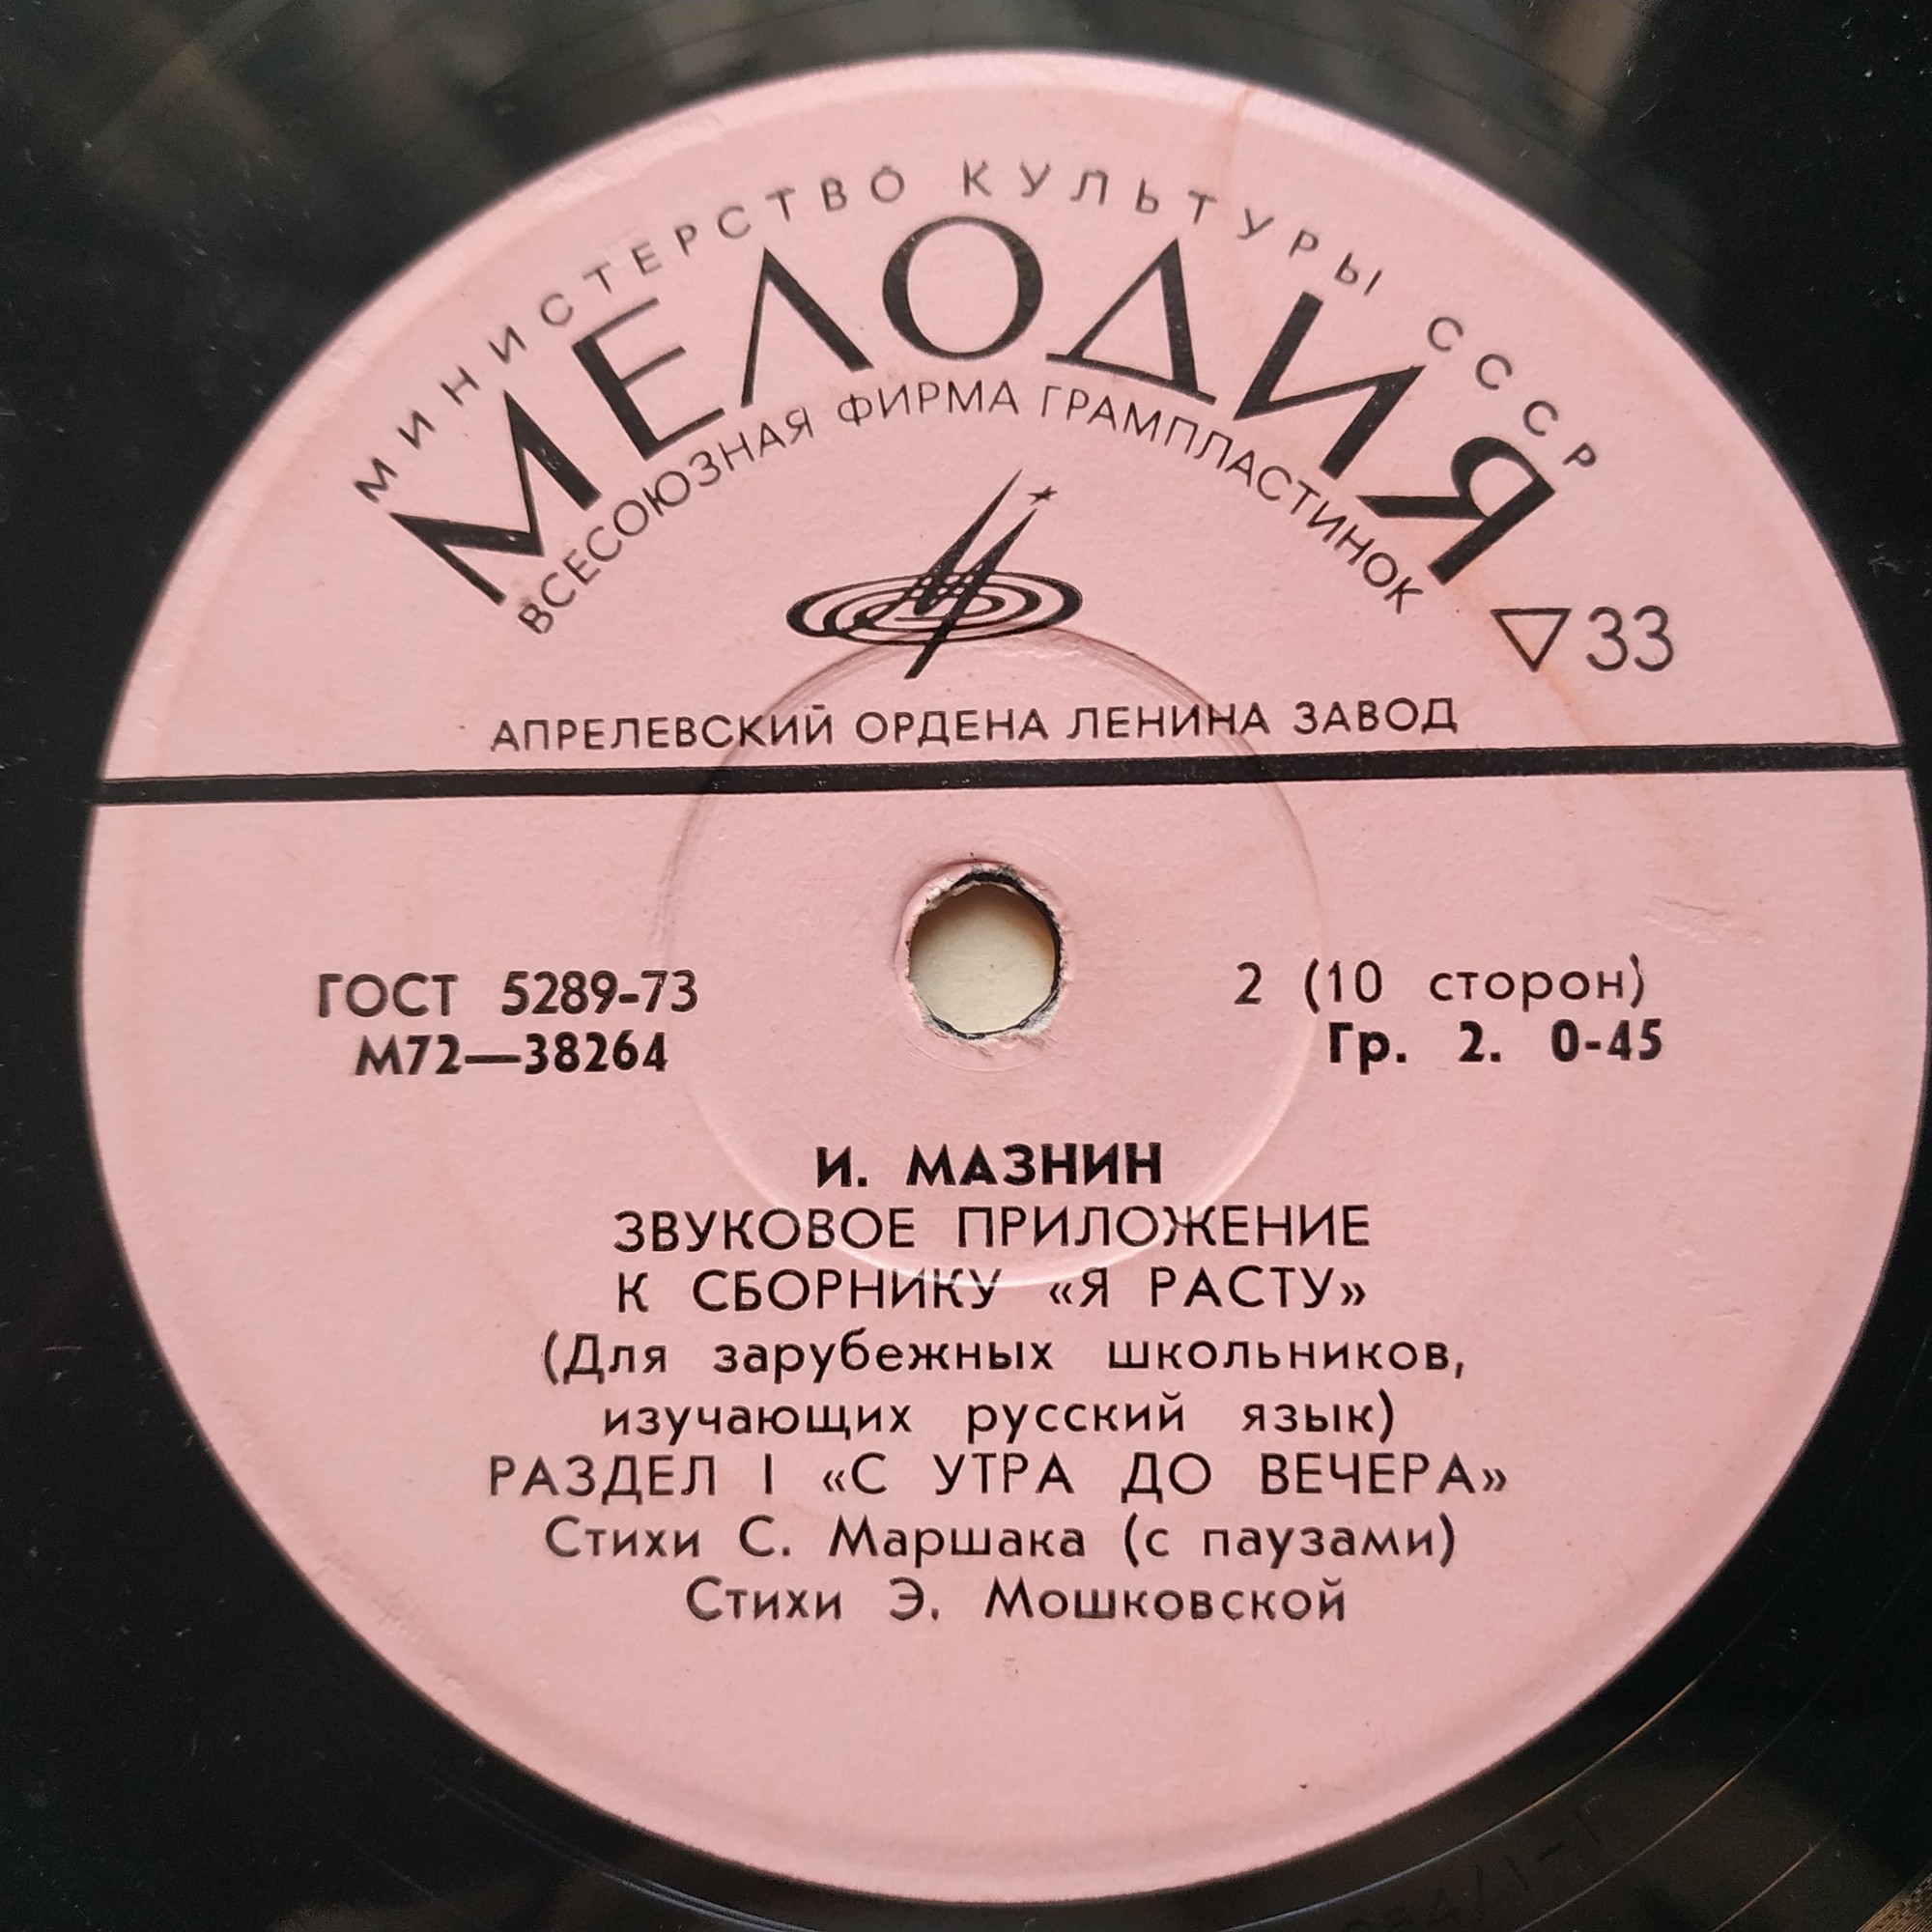 МИНИСТЕРСТВО КУЛЬТУРЫ СССР
МЕЛОДИЯ
ВСЕСОЮЗНАЯ ФИРМА ГРАМПЛАСТИНОК
▽33
АПРЕЛЕВСКИЙ ОРДЕНА ЛЕНИНА ЗАВОД
ГОСТ 5289-73
М72—38264
2 (10 сторон)
Гр. 2. 0-45
И. МАЗНИН
ЗВУКОВОЕ ПРИЛОЖЕНИЕ
К СБОРНИКУ «Я РАСТУ»
(Для зарубежных школьников,
изучающих русский язык)
РАЗДЕЛ I «С УТРА ДО ВЕЧЕРА»
Стихи С. Маршака (с паузами)
Стихи Э. Мошковской